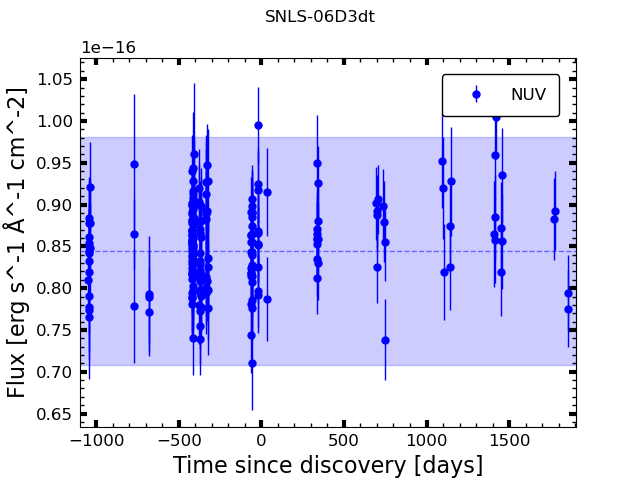 SNLS-06D3dt
1e−16
NUV
1.05
1.00
0.95
0.90
0.85
0.80
0.75
0.70
0.65
Flux [erg s^-1 Å^-1 cm^-2]
−1000 −500 0 500 1000 1500
Time since discovery [days]